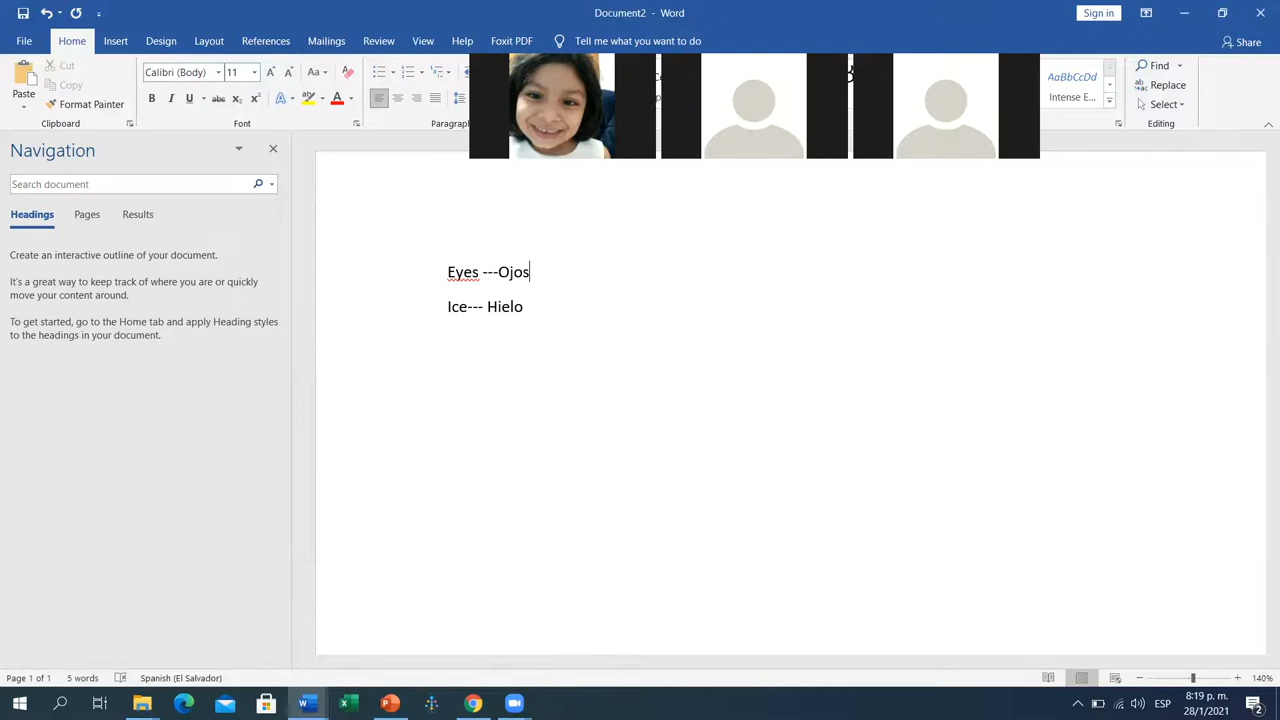 Document2 - Word
Sign in
File Home Insert Design Layout References Mailings Review View Help Foxit PDF Tell me what you want to do Share
Paste
Cut
Copy
Format Painter
Clipboard
Calibri (Body) 11
Font
Paragraph
AaBbCcDd
Intense E...
Find
Replace
Select
Editing
Navigation
Search document
Headings Pages Results
Create an interactive outline of your document.
It's a great way to keep track of where you are or quickly
move your content around.
To get started, go to the Home tab and apply Heading styles
to the headings in your document.
Eyes ---Ojos
Ice--- Hielo
Page 1 of 1 5 words Spanish (El Salvador) 140%
ESP
8:19 p. m.
28/1/2021